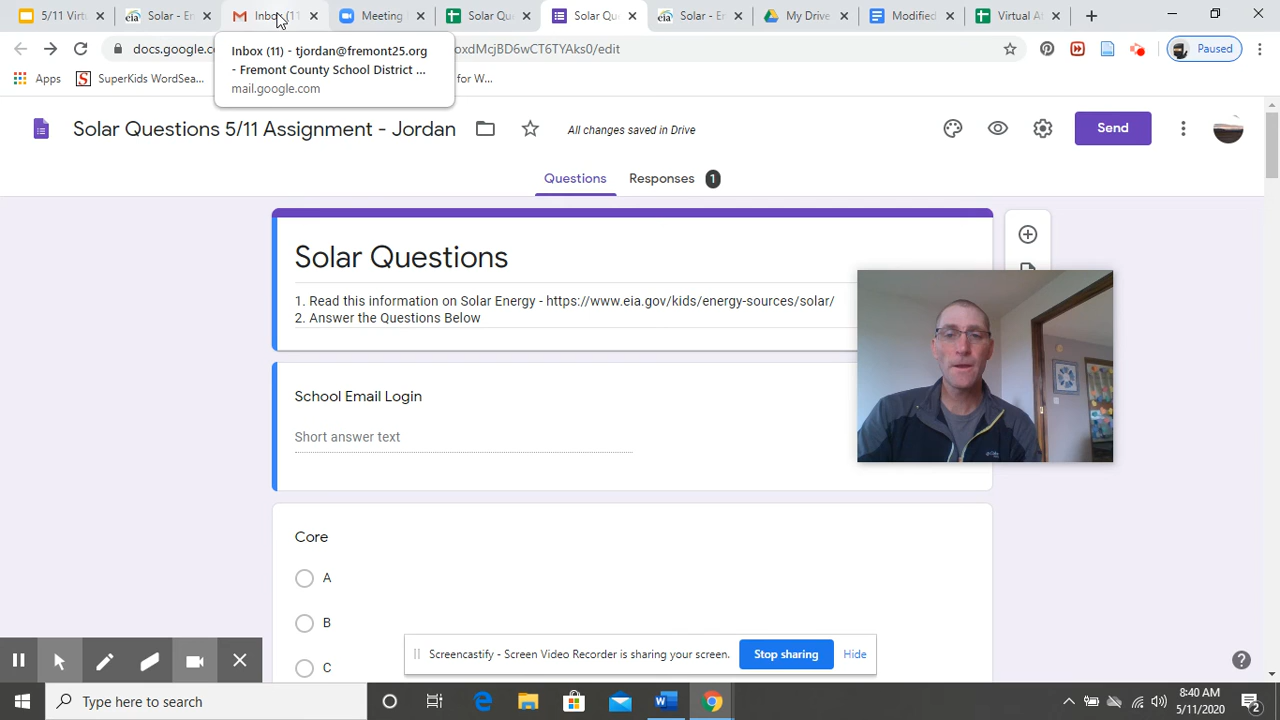 5/11 Virtu
Solar
Inbox (11
Meeting
Solar Q
Solar Qu
Solar - E
My Drive
Modified
Virtual A
docs.google.c
oxdMcjBD6wCT6TYAks0/edit
Paused
Inbox (11) - tjordan@fremont25.org
- Fremont County School District ...
mail.google.com
Apps
SuperKids WordSea...
for W...
Solar Questions 5/11 Assignment - Jordan
All changes saved in Drive
Send
Questions
Responses 1
Solar Questions
1. Read this information on Solar Energy - https://www.eia.gov/kids/energy-sources/solar/
2. Answer the Questions Below
School Email Login
Short answer text
Core
A
B
C
Screencastify - Screen Video Recorder is sharing your screen.
Stop sharing
Hide
Type here to search
8:40 AM
5/11/2020
2